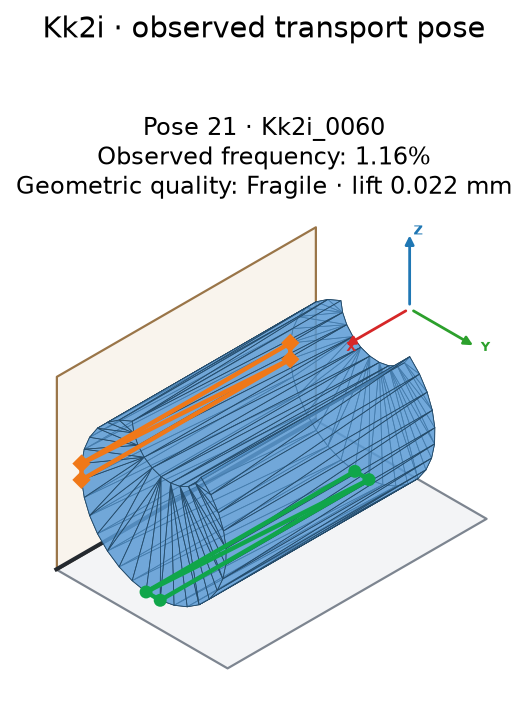 Kk2i · observed transport pose
Pose 21 · Kk2i_0060
Observed frequency: 1.16%
Geometric quality: Fragile · lift 0.022 mm
Z
X
Y